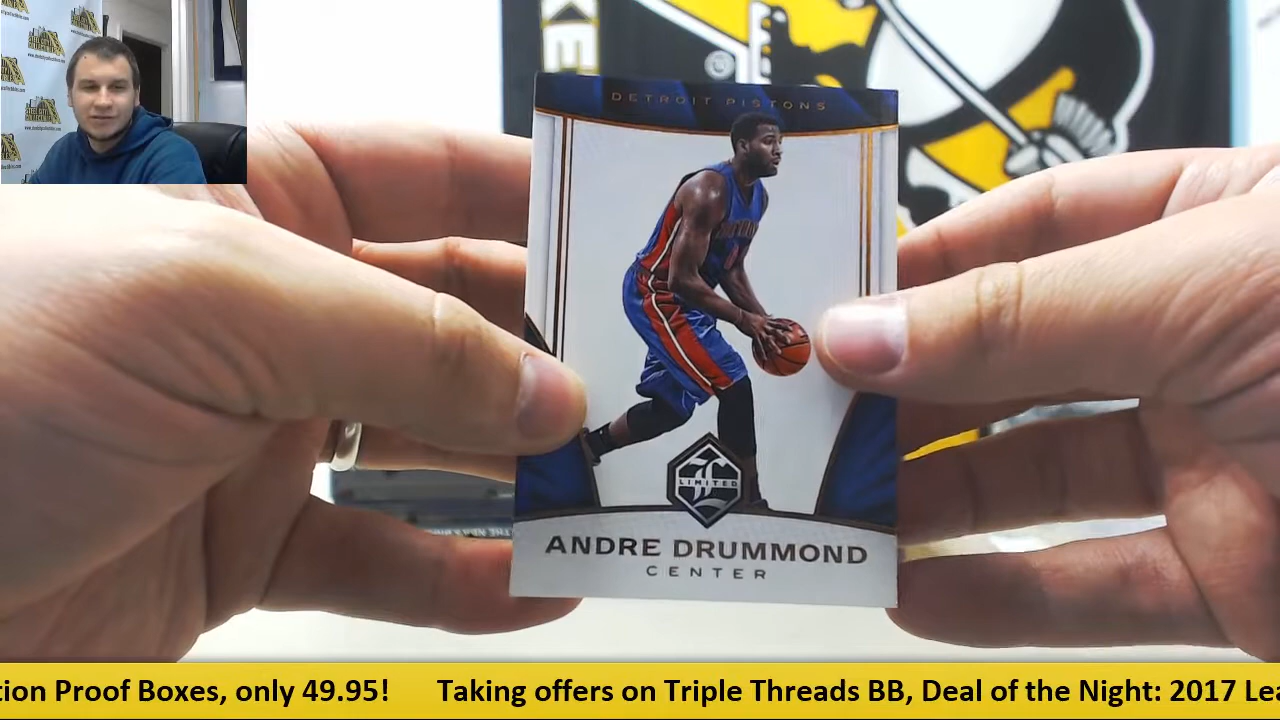 DETROIT PISTONS
LIMITED
ANDRE DRUMMOND
CENTER
tion Proof Boxes, only 49.95! Taking offers on Triple Threads BB, Deal of the Night: 2017 Lea